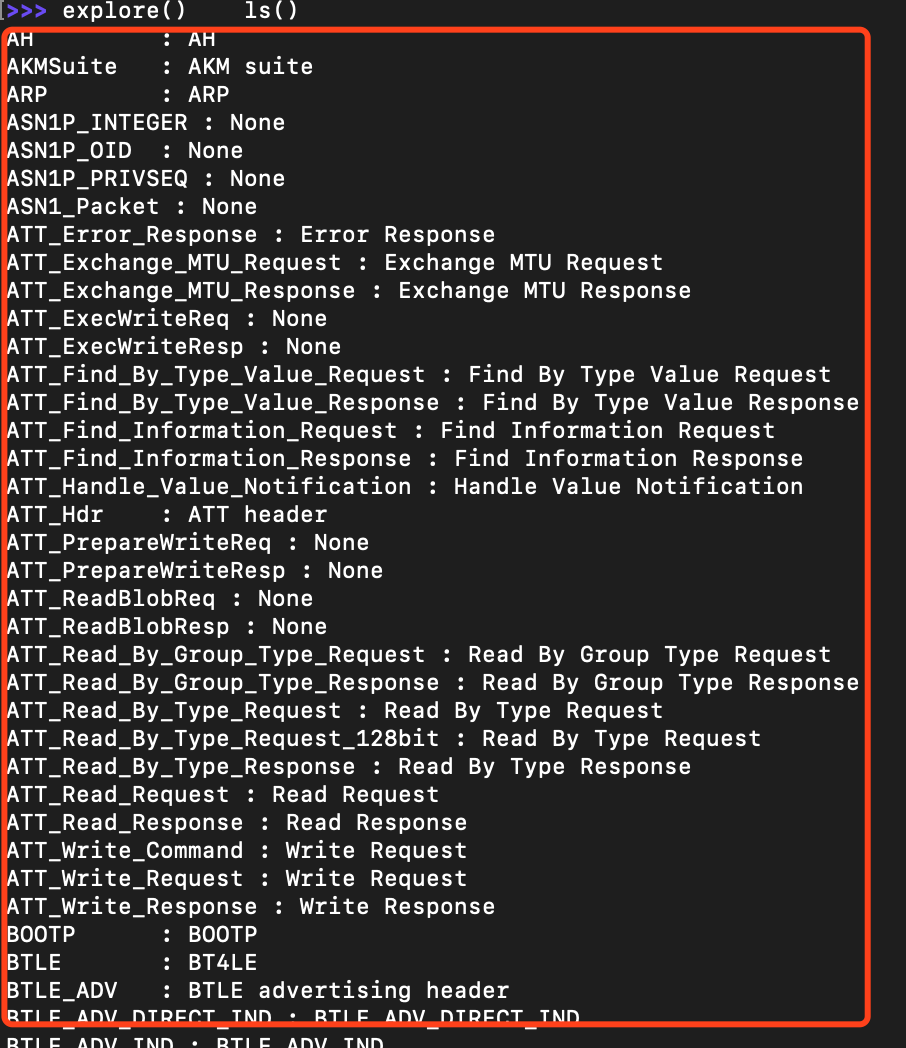 >>> explore()    ls()
AH         : AH
AKMSuite   : AKM suite
ARP        : ARP
ASN1P_INTEGER : None
ASN1P_OID  : None
ASN1P_PRIVSEQ : None
ASN1_Packet : None
ATT_Error_Response : Error Response
ATT_Exchange_MTU_Request : Exchange MTU Request
ATT_Exchange_MTU_Response : Exchange MTU Response
ATT_ExecWriteReq : None
ATT_ExecWriteResp : None
ATT_Find_By_Type_Value_Request : Find By Type Value Request
ATT_Find_By_Type_Value_Response : Find By Type Value Response
ATT_Find_Information_Request : Find Information Request
ATT_Find_Information_Response : Find Information Response
ATT_Handle_Value_Notification : Handle Value Notification
ATT_Hdr    : ATT header
ATT_PrepareWriteReq : None
ATT_PrepareWriteResp : None
ATT_ReadBlobReq : None
ATT_ReadBlobResp : None
ATT_Read_By_Group_Type_Request : Read By Group Type Request
ATT_Read_By_Group_Type_Response : Read By Group Type Response
ATT_Read_By_Type_Request : Read By Type Request
ATT_Read_By_Type_Request_128bit : Read By Type Request
ATT_Read_By_Type_Response : Read By Type Response
ATT_Read_Request : Read Request
ATT_Read_Response : Read Response
ATT_Write_Command : Write Request
ATT_Write_Request : Write Request
ATT_Write_Response : Write Response
BOOTP      : BOOTP
BTLE       : BT4LE
BTLE_ADV   : BTLE advertising header
BTLE_ADV_DIRECT_IND : BTLE ADV_DIRECT_IND
BTLE_ADV_IND : BTLE ADV_IND